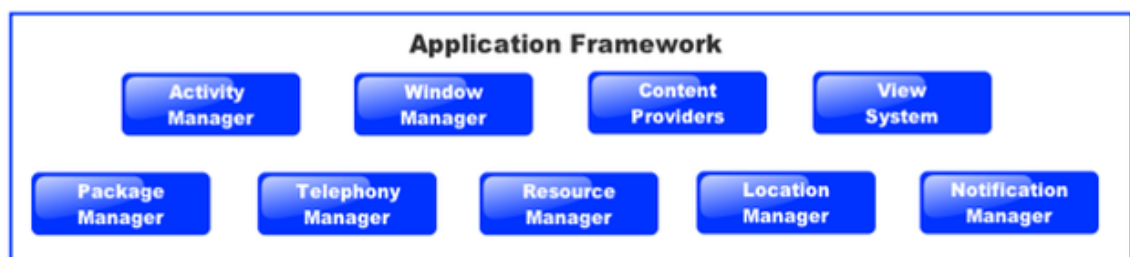 Application Framework
Activity
Manager
Window
Manager
Content
Providers
View
System
Package
Manager
Telephony
Manager
Resource
Manager
Location
Manager
Notification
Manager